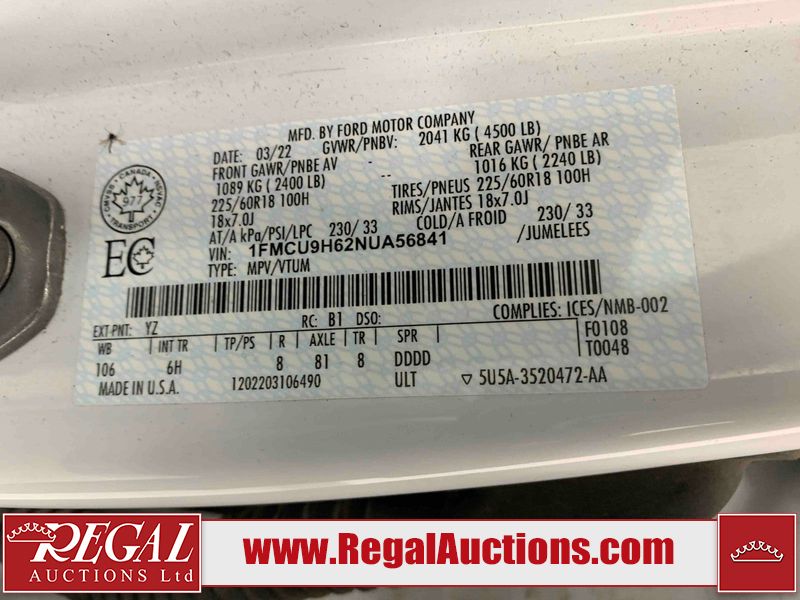 MFD. BY FORD MOTOR COMPANY
DATE: 03/22 GVWR/PNBV: 2041 KG ( 4500 LB)
FRONT GAWR/PNBE AV - REAR GAWR/ PNBE AR
1089 KG ( 2400 LB) 1016 KG ( 2240 LB)
225/60R18 100H TIRES/PNEUS 225/60R18 100H
18x7.0J RIMS/JANTES 18x7.0J
AT/A kPa/PSI/LPC 230/ 33 COLD/A FROID 230/ 33
VIN: 1FMCU9H62NUA56841 /JUMELEES
TYPE: MPV/VTUM
CANADA
CMVSS NSVAC
977
TRANSPORT
EC
COMPLIES: ICES/NMB-002
EXT PNT: YZ RC: B1 DSO: F0108
WB INT TR TP/PS R AXLE TR SPR T0048
106 6H 8 81 8 DDDD
MADE IN U.S.A. 1202203106490 ULT ▽ 5U5A-3520472-AA
REGAL
AUCTIONS Ltd
www.RegalAuctions.com